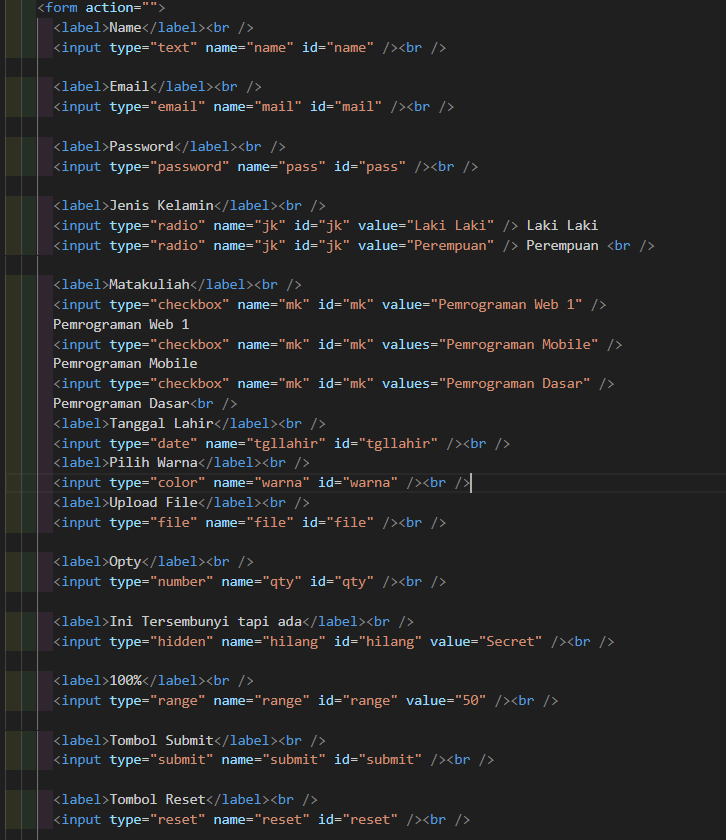 <form action="">
<label>Name</label><br />
<input type="text" name="name" id="name" /><br />
<label>Email</label><br />
<input type="email" name="mail" id="mail" /><br />
<label>Password</label><br />
<input type="password" name="pass" id="pass" /><br />
<label>Jenis Kelamin</label><br />
<input type="radio" name="jk" id="jk" value="Laki Laki" /> Laki Laki
<input type="radio" name="jk" id="jk" value="Perempuan" /> Perempuan <br />
<label>Matakuliah</label><br />
<input type="checkbox" name="mk" id="mk" value="Pemrograman Web 1" />
Pemrograman Web 1
<input type="checkbox" name="mk" id="mk" values="Pemrograman Mobile" />
Pemrograman Mobile
<input type="checkbox" name="mk" id="mk" values="Pemrograman Dasar" />
Pemrograman Dasar<br />
<label>Tanggal Lahir</label><br />
<input type="date" name="tgllahir" id="tgllahir" /><br />
<label>Pilih Warna</label><br />
<input type="color" name="warna" id="warna" /><br />
<label>Upload File</label><br />
<input type="file" name="file" id="file" /><br />
<label>Opty</label><br />
<input type="number" name="qty" id="qty" /><br />
<label>Ini Tersembunyi tapi ada</label><br />
<input type="hidden" name="hilang" id="hilang" value="Secret" /><br />
<label>100%</label><br />
<input type="range" name="range" id="range" value="50" /><br />
<label>Tombol Submit</label><br />
<input type="submit" name="submit" id="submit" /><br />
<label>Tombol Reset</label><br />
<input type="reset" name="reset" id="reset" /><br />